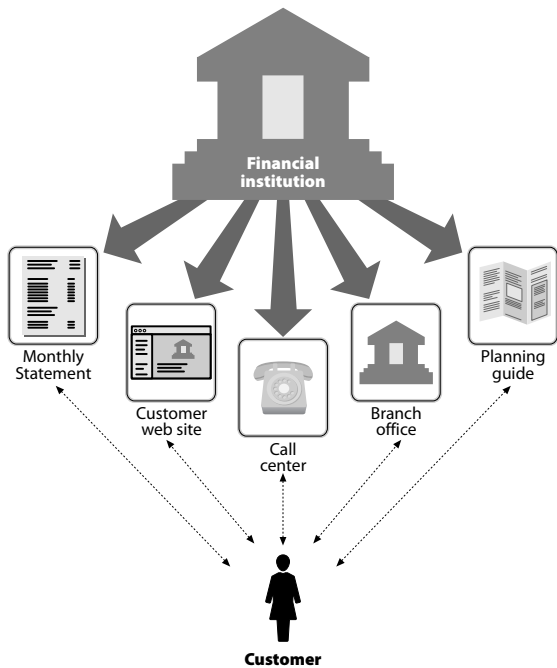 Financial
institution
Monthly
Statement
Customer
web site
Call
center
Branch
office
Planning
guide
Customer